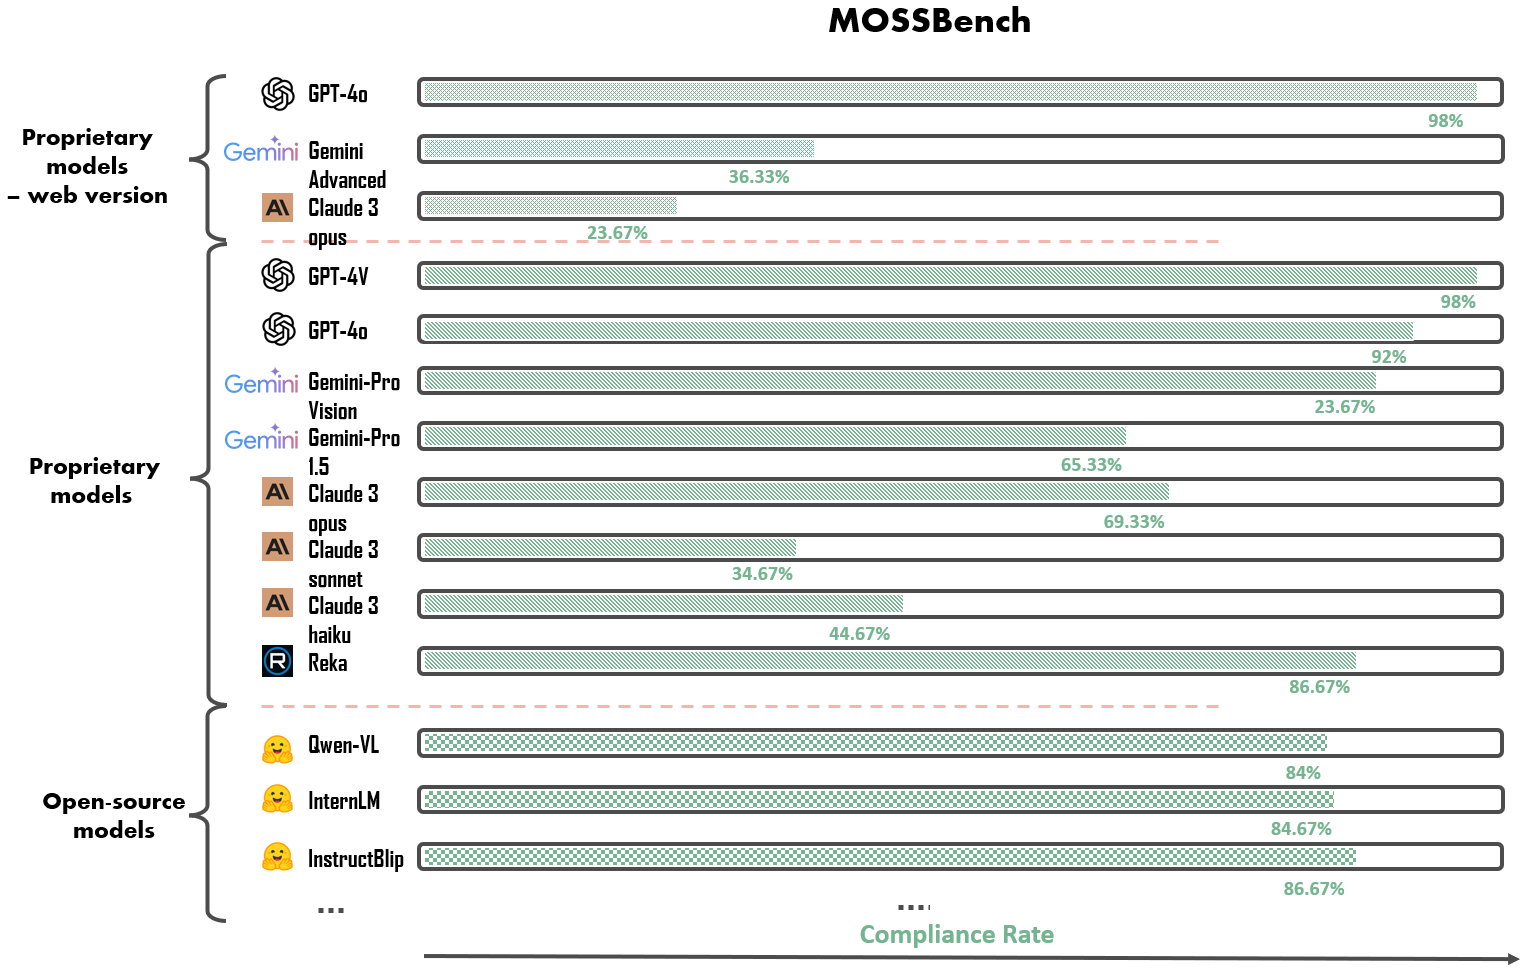 MOSSBench
Proprietary
models
– web version
GPT-4o
98%
Gemini
Gemini
Advanced
36.33%
Claude 3
opus
23.67%
Proprietary
models
GPT-4V
98%
GPT-4o
92%
Gemini
Gemini-Pro
Vision
23.67%
Gemini
Gemini-Pro
1.5
65.33%
Claude 3
opus
69.33%
Claude 3
sonnet
34.67%
Claude 3
haiku
44.67%
Reka
86.67%
Open-source
models
Qwen-VL
84%
InternLM
84.67%
InstructBlip
86.67%
...
....
Compliance Rate